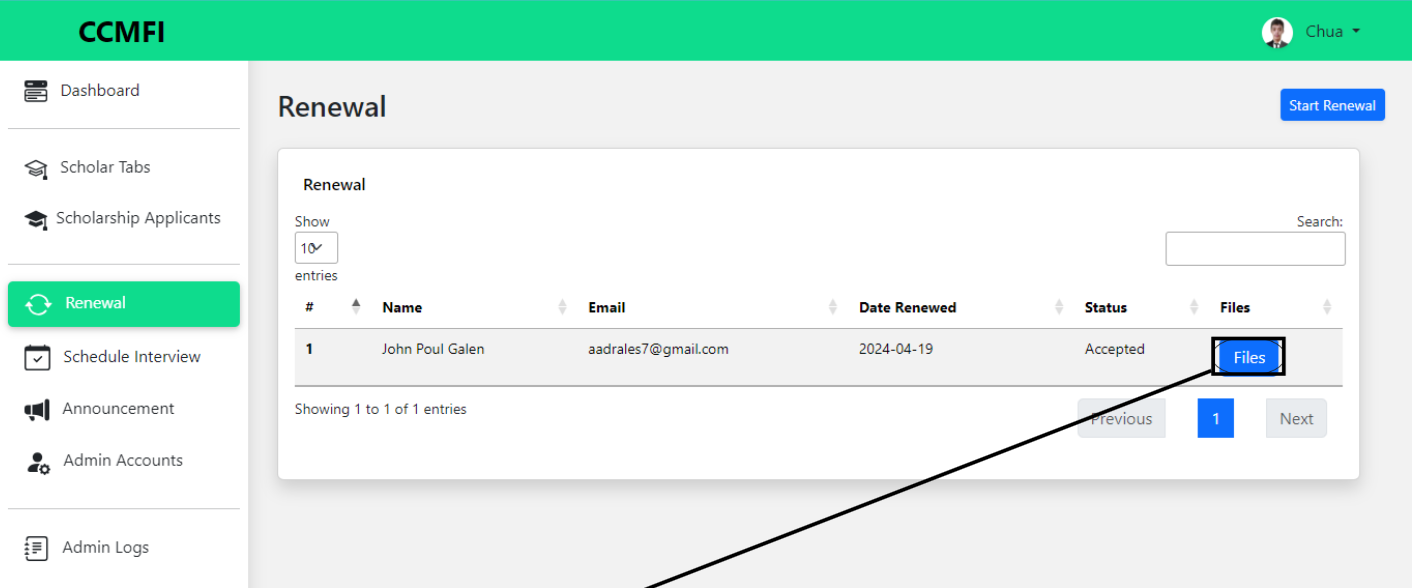 CCMFI
Chua
Dashboard
Scholar Tabs
Scholarship Applicants
Renewal
Schedule Interview
Announcement
Admin Accounts
Admin Logs
Renewal
Start Renewal
Renewal
Show
10
entries
Search:
# Name Email Date Renewed Status Files
1 John Poul Galen aadrales7@gmail.com 2024-04-19 Accepted Files
Showing 1 to 1 of 1 entries
Previous 1 Next